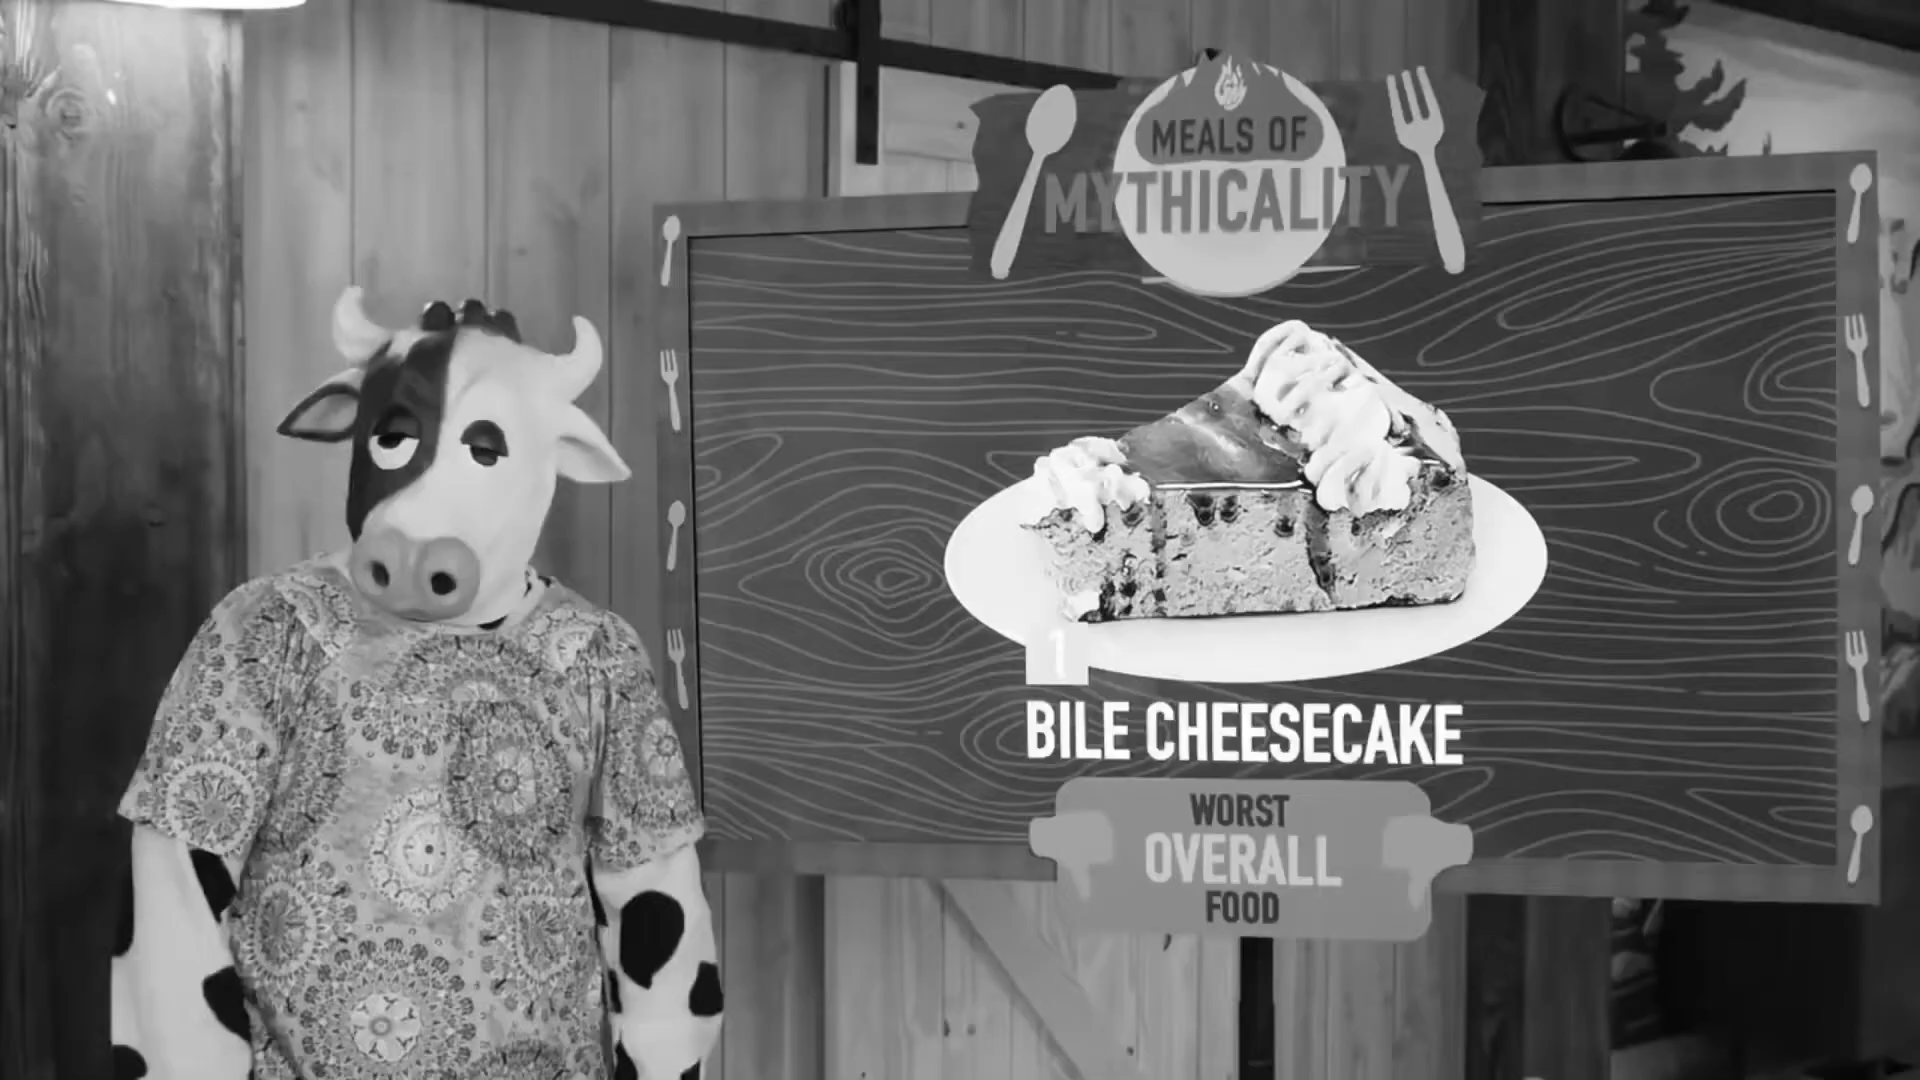 MEALS OF
MYTHICALITY
1
BILE CHEESECAKE
WORST
OVERALL
FOOD